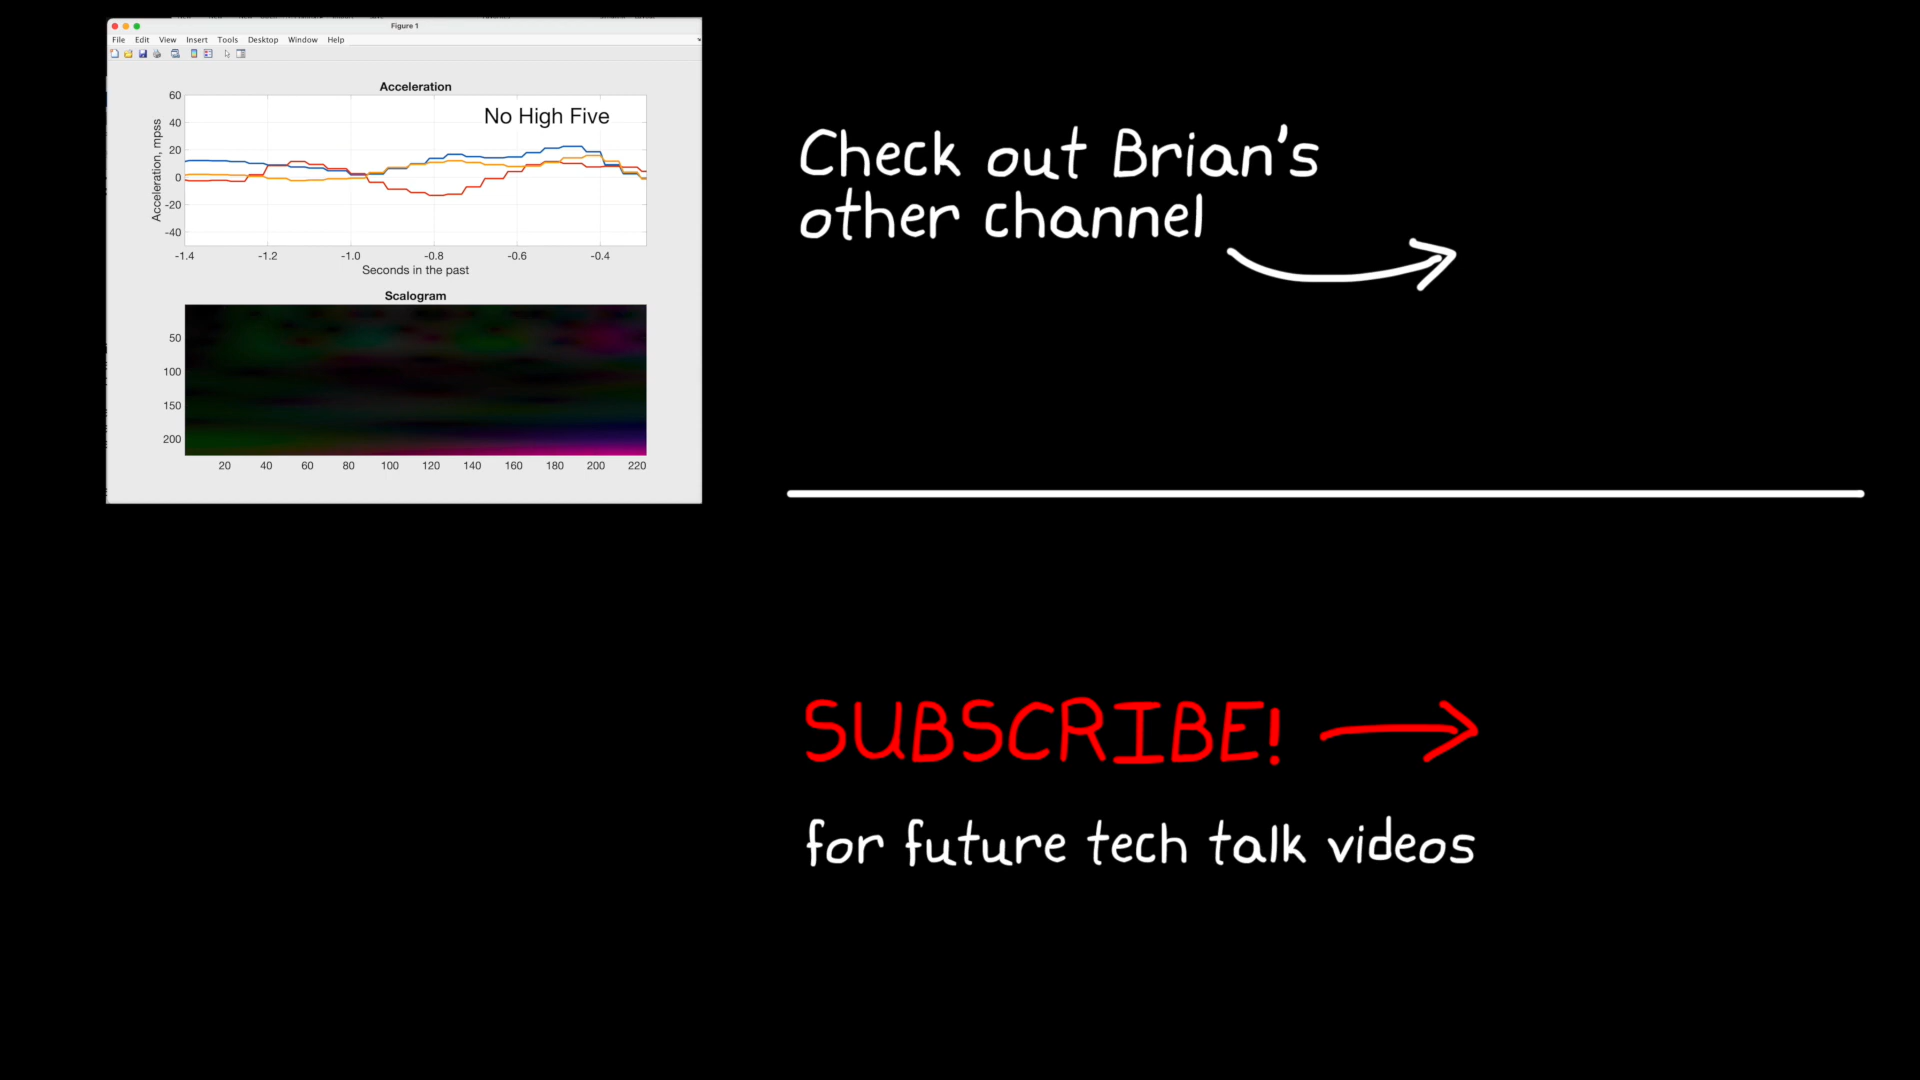 Figure 1
File Edit View Insert Tools Desktop Window Help
Acceleration
No High Five
Acceleration, mpss
60
40
20
0
-20
-40
-1.4 -1.2 -1.0 -0.8 -0.6 -0.4
Seconds in the past
Scalogram
50
100
150
200
20 40 60 80 100 120 140 160 180 200 220
Check out Brian's
other channel
SUBSCRIBE!
for future tech talk videos